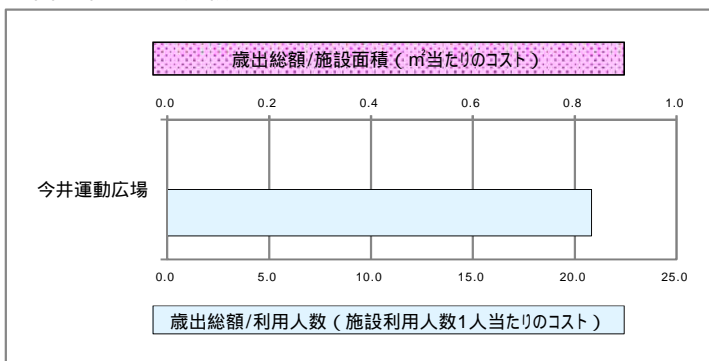 歳出総額/施設面積(㎡当たりのコスト)
0.0 0.2 0.4 0.6 0.8 1.0
今井運動広場
0.0 5.0 10.0 15.0 20.0 25.0
歳出総額/利用人数(施設利用人数1人当たりのコスト)